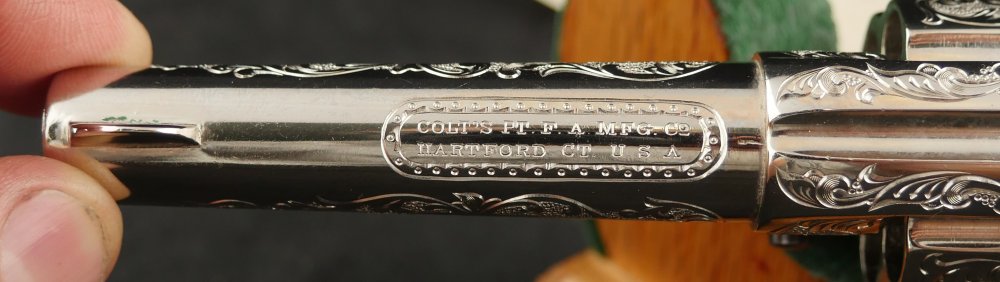 COLT'S PT. F. A. MFG. CO.
HARTFORD CT. U.S.A.